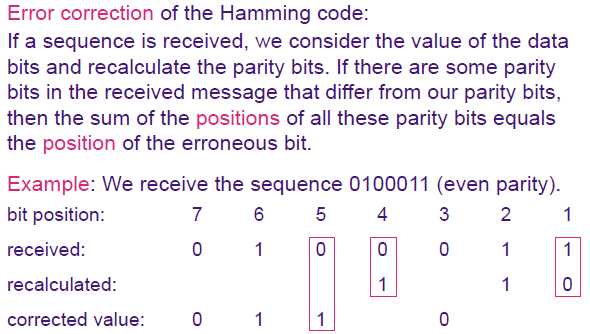 Error correction of the Hamming code:
If a sequence is received, we consider the value of the data
bits and recalculate the parity bits. If there are some parity
bits in the received message that differ from our parity bits,
then the sum of the positions of all these parity bits equals
the position of the erroneous bit.
Example: We receive the sequence 0100011 (even parity).
bit position: 7 6 5 4 3 2 1
received: 0 1 0 0 0 1 1
recalculated: 1 1 0
corrected value: 0 1 1 0